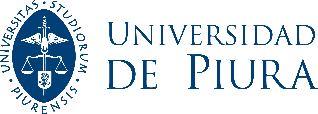 UNIVERSITAS · STUDIORUM
· PIURENSIS ·
UNIVERSIDAD
DE PIURA